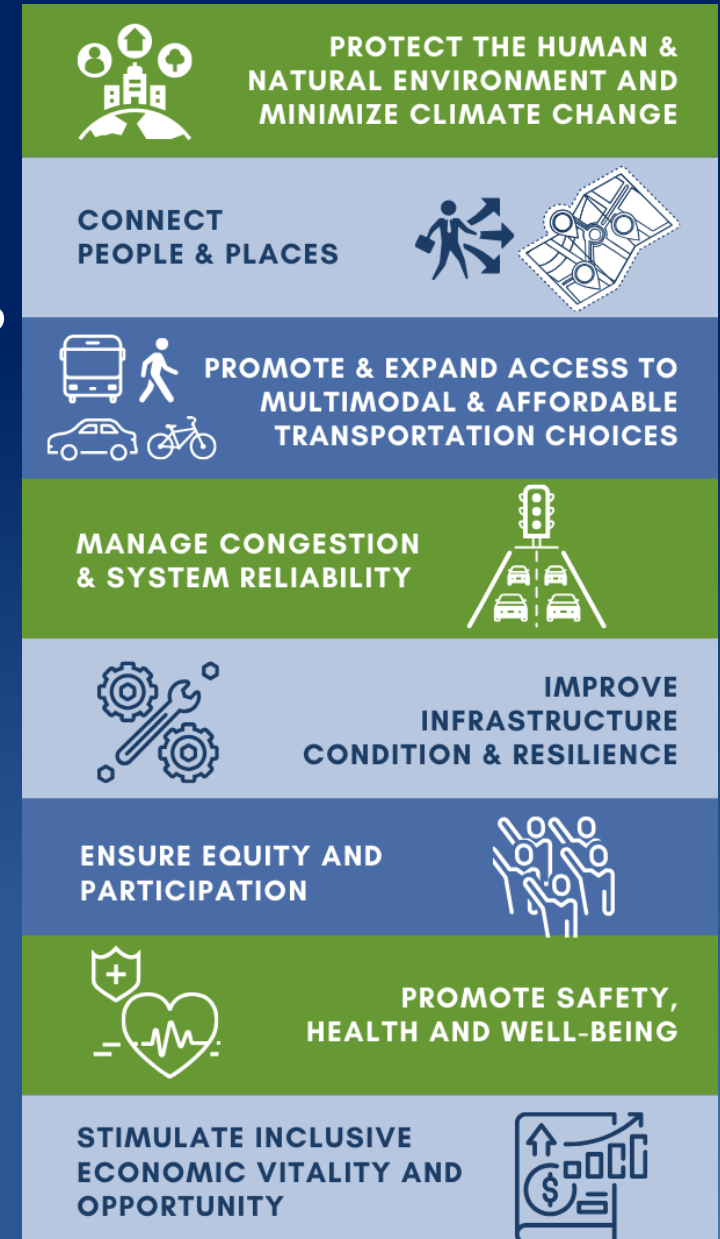 PROTECT THE HUMAN &
NATURAL ENVIRONMENT AND
MINIMIZE CLIMATE CHANGE
CONNECT
PEOPLE & PLACES
PROMOTE & EXPAND ACCESS TO
MULTIMODAL & AFFORDABLE
TRANSPORTATION CHOICES
MANAGE CONGESTION
& SYSTEM RELIABILITY
IMPROVE
INFRASTRUCTURE
CONDITION & RESILIENCE
ENSURE EQUITY AND
PARTICIPATION
PROMOTE SAFETY,
HEALTH AND WELL-BEING
STIMULATE INCLUSIVE
ECONOMIC VITALITY AND
OPPORTUNITY
$